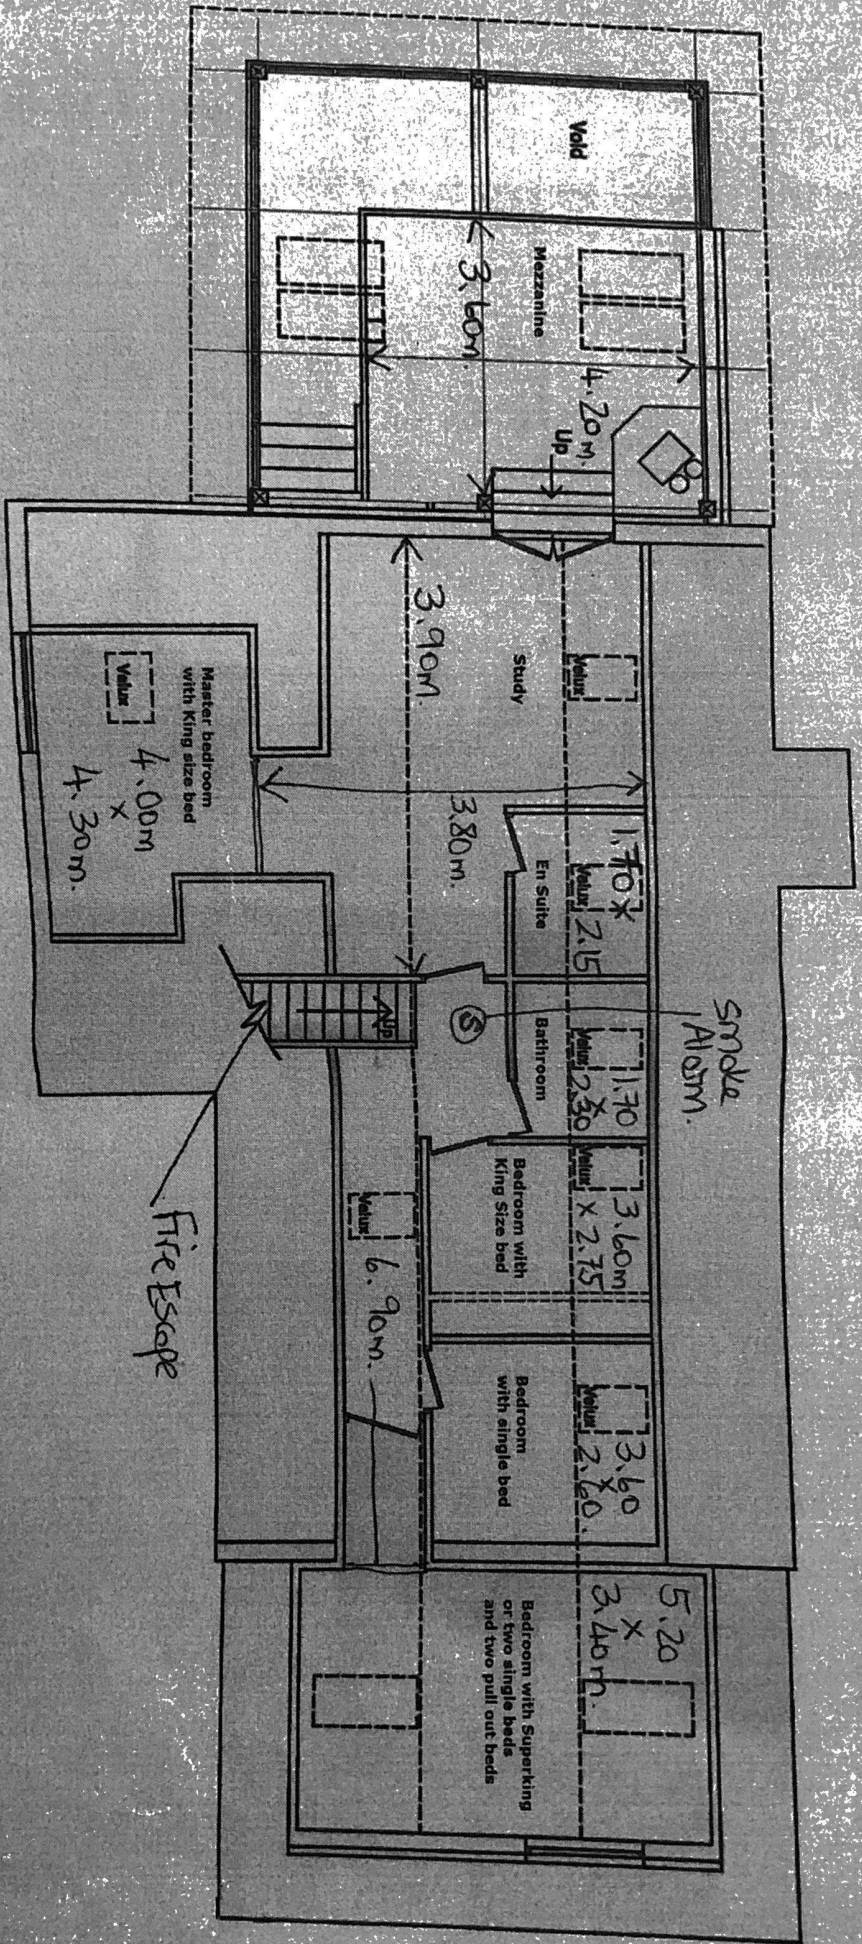 Void
Mezzanine
3.60m.
4.20m.
Up
3.90m.
Study
Velux
3.80m.
Master bedroom
with King size bed
Velux
4.00m
×
4.30m.
1.70 ×
2.15
Velux
En Suite
Up
S
Smoke
Alarm.
Bathroom
1.70
×
2.30
Velux
Fire Escape
Bedroom with
King Size bed
3.60m
× 2.75
Velux
Velux
6.90m.
Bedroom
with single bed
3.60
×
2.60.
Velux
5.20
×
3.40m.
Bedroom with Superking
or two single beds
and two pull out beds